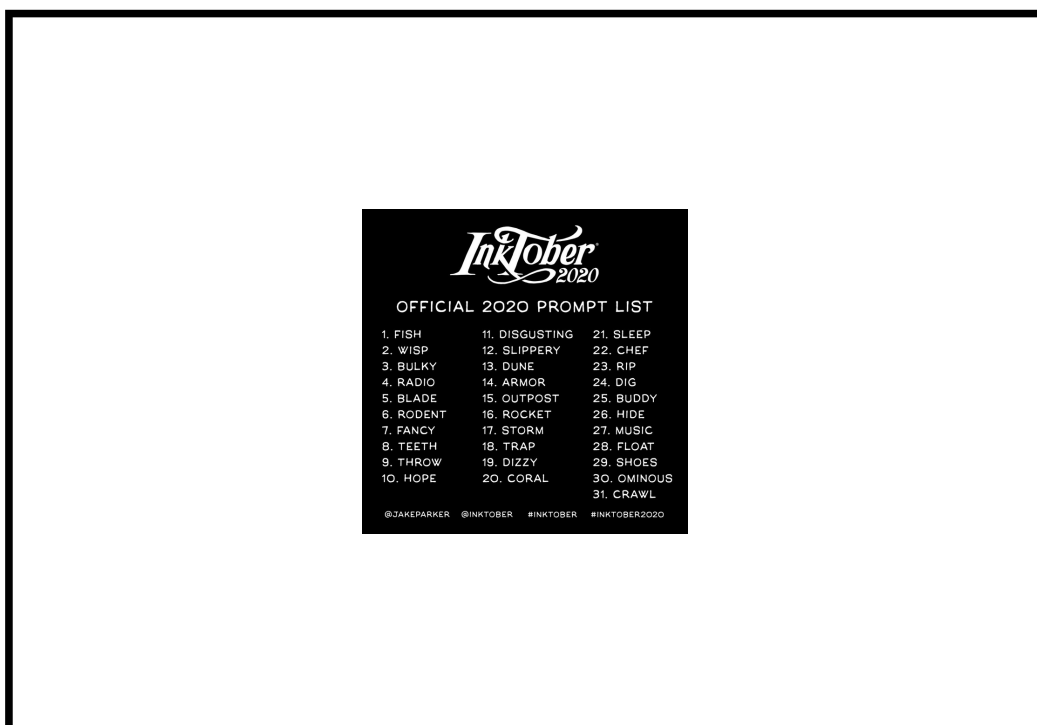 InkTober
2020
OFFICIAL 2020 PROMPT LIST
1. FISH
2. WISP
3. BULKY
4. RADIO
5. BLADE
6. RODENT
7. FANCY
8. TEETH
9. THROW
10. HOPE
11. DISGUSTING
12. SLIPPERY
13. DUNE
14. ARMOR
15. OUTPOST
16. ROCKET
17. STORM
18. TRAP
19. DIZZY
20. CORAL
21. SLEEP
22. CHEF
23. RIP
24. DIG
25. BUDDY
26. HIDE
27. MUSIC
28. FLOAT
29. SHOES
30. OMINOUS
31. CRAWL
@JAKEPARKER @INKTOBER #INKTOBER #INKTOBER2020